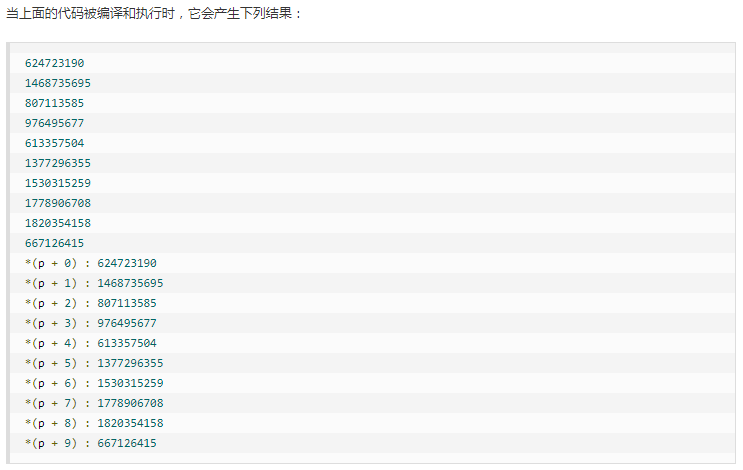 当上面的代码被编译和执行时，它会产生下列结果：
624723190
1468735695
807113585
976495677
613357504
1377296355
1530315259
1778906708
1820354158
667126415
*(p + 0) : 624723190
*(p + 1) : 1468735695
*(p + 2) : 807113585
*(p + 3) : 976495677
*(p + 4) : 613357504
*(p + 5) : 1377296355
*(p + 6) : 1530315259
*(p + 7) : 1778906708
*(p + 8) : 1820354158
*(p + 9) : 667126415